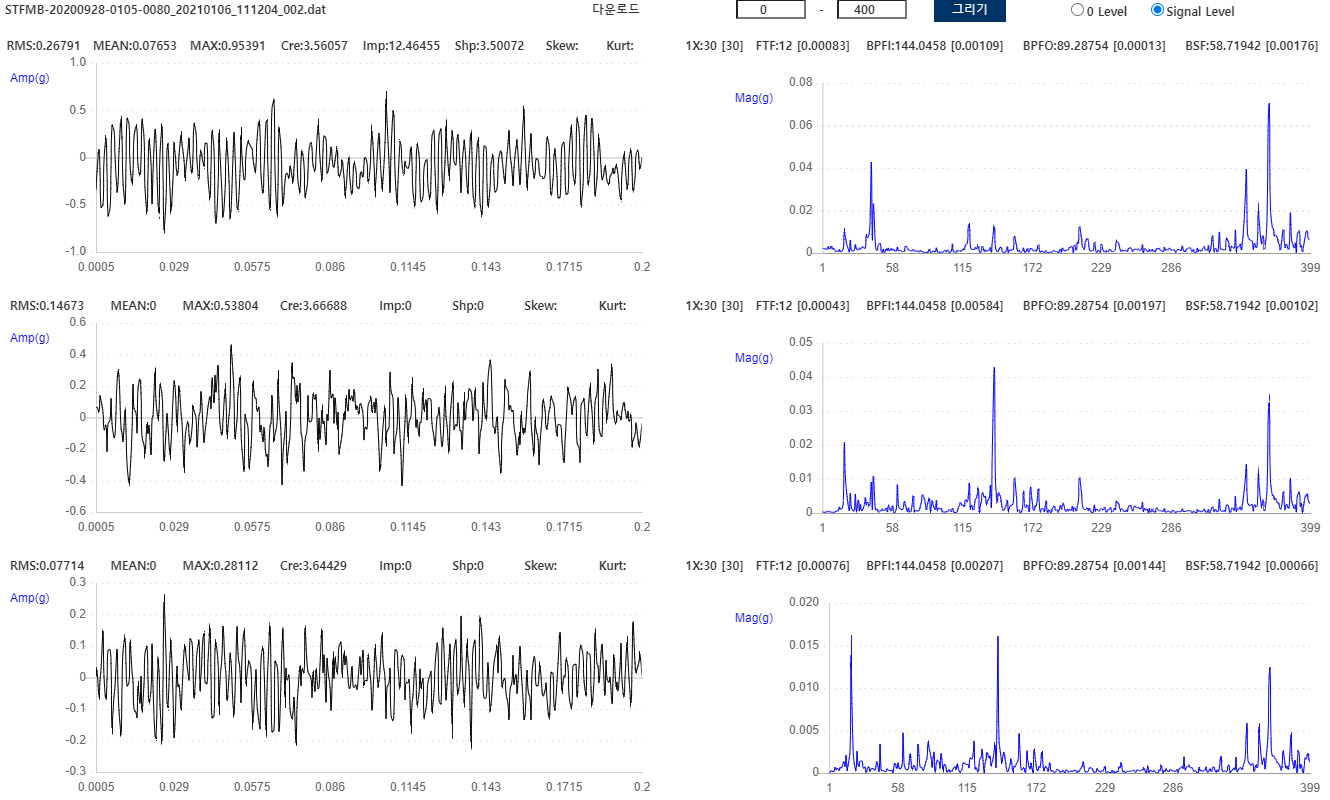 STFMB-20200928-0105-0080_20210106_111204_002.dat 다운로드 0 - 400 그리기 0 Level Signal Level
RMS:0.26791 MEAN:0.07653 MAX:0.95391 Cre:3.56057 Imp:12.46455 Shp:3.50072 Skew: Kurt: 1X:30 [30] FTF:12 [0.00083] BPFI:144.0458 [0.00109] BPFO:89.28754 [0.00013] BSF:58.71942 [0.00176]
Amp(g)
1.0
0.5
0
-0.5
-1.0
0.0005 0.029 0.0575 0.086 0.1145 0.143 0.1715 0.2
Mag(g)
0.08
0.06
0.04
0.02
0
1 58 115 172 229 286 399
RMS:0.14673 MEAN:0 MAX:0.53804 Cre:3.66688 Imp:0 Shp:0 Skew: Kurt: 1X:30 [30] FTF:12 [0.00043] BPFI:144.0458 [0.00584] BPFO:89.28754 [0.00197] BSF:58.71942 [0.00102]
Amp(g)
0.6
0.4
0.2
0
-0.2
-0.4
-0.6
0.0005 0.029 0.0575 0.086 0.1145 0.143 0.1715 0.2
Mag(g)
0.05
0.04
0.03
0.02
0.01
0
1 58 115 172 229 286 399
RMS:0.07714 MEAN:0 MAX:0.28112 Cre:3.64429 Imp:0 Shp:0 Skew: Kurt: 1X:30 [30] FTF:12 [0.00076] BPFI:144.0458 [0.00207] BPFO:89.28754 [0.00144] BSF:58.71942 [0.00066]
Amp(g)
0.3
0.2
0.1
0
-0.1
-0.2
-0.3
0.0005 0.029 0.0575 0.086 0.1145 0.143 0.1715 0.2
Mag(g)
0.020
0.015
0.010
0.005
0
1 58 115 172 229 286 399